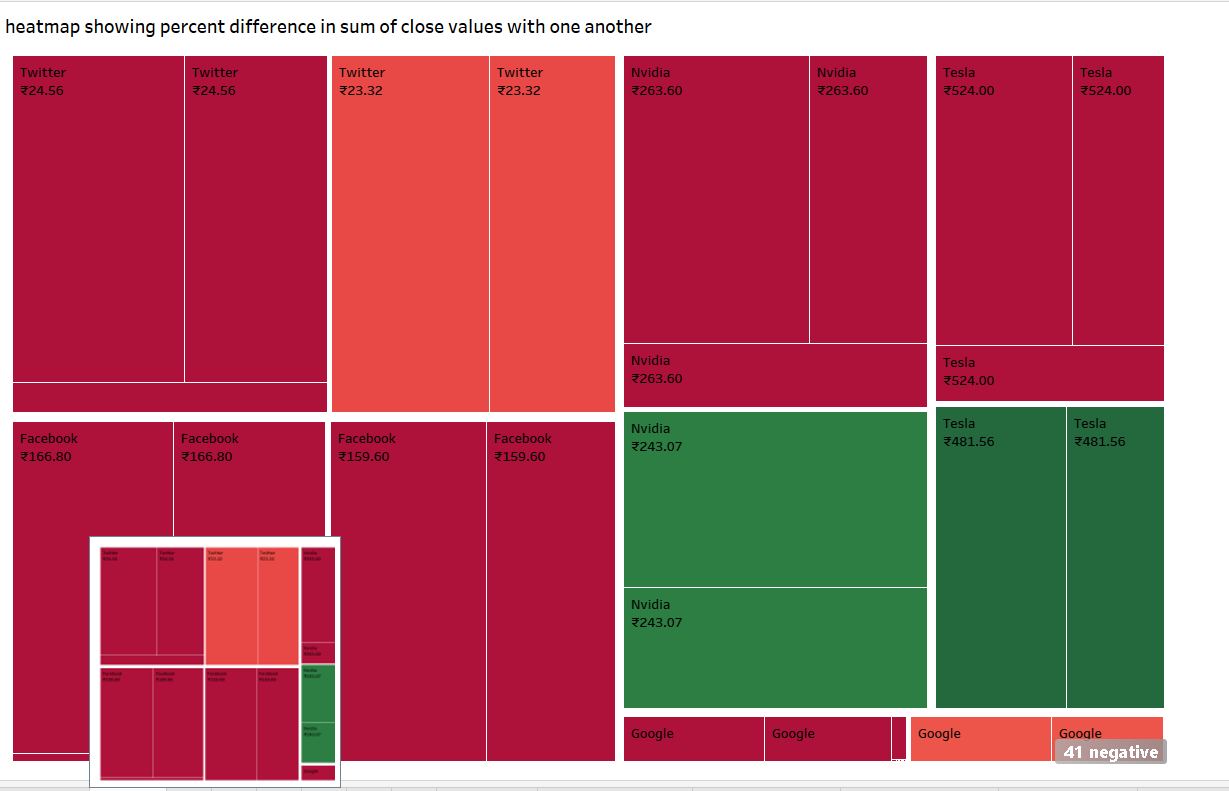 heatmap showing percent difference in sum of close values with one another
Twitter
₹24.56
Twitter
₹24.56
Twitter
₹23.32
Twitter
₹23.32
Nvidia
₹263.60
Nvidia
₹263.60
Tesla
₹524.00
Tesla
₹524.00
Nvidia
₹263.60
Tesla
₹524.00
Facebook
₹166.80
Facebook
₹166.80
Facebook
₹159.60
Facebook
₹159.60
Nvidia
₹243.07
Tesla
₹481.56
Tesla
₹481.56
Nvidia
₹243.07
Google
Google
Google
Google
41 negative